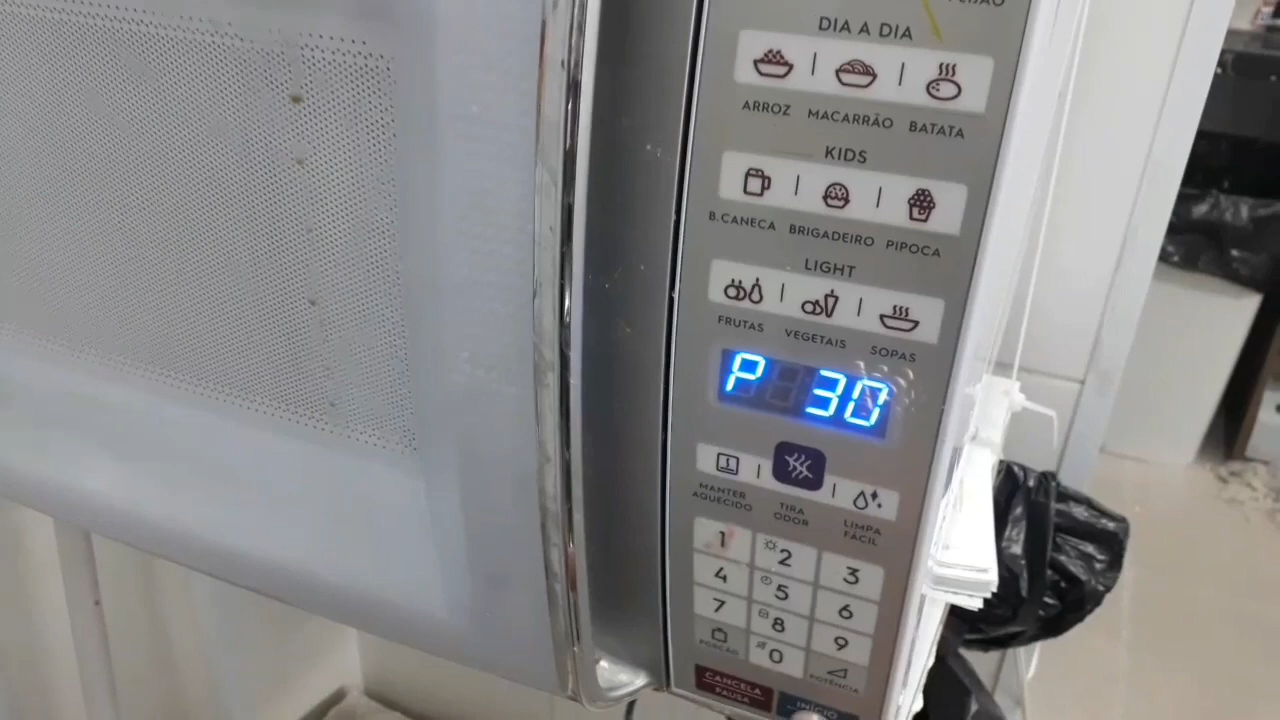 DIA A DIA
ARROZ MACARRÃO BATATA
KIDS
B.CANECA BRIGADEIRO PIPOCA
LIGHT
FRUTAS VEGETAIS SOPAS
P 30
MANTER AQUECIDO
TIRA ODOR
LIMPA FÁCIL
1 2 3
4 5 6
7 8 9
PORÇÃO 0 POTÊNCIA
CANCELA
PAUSA
INÍCIO